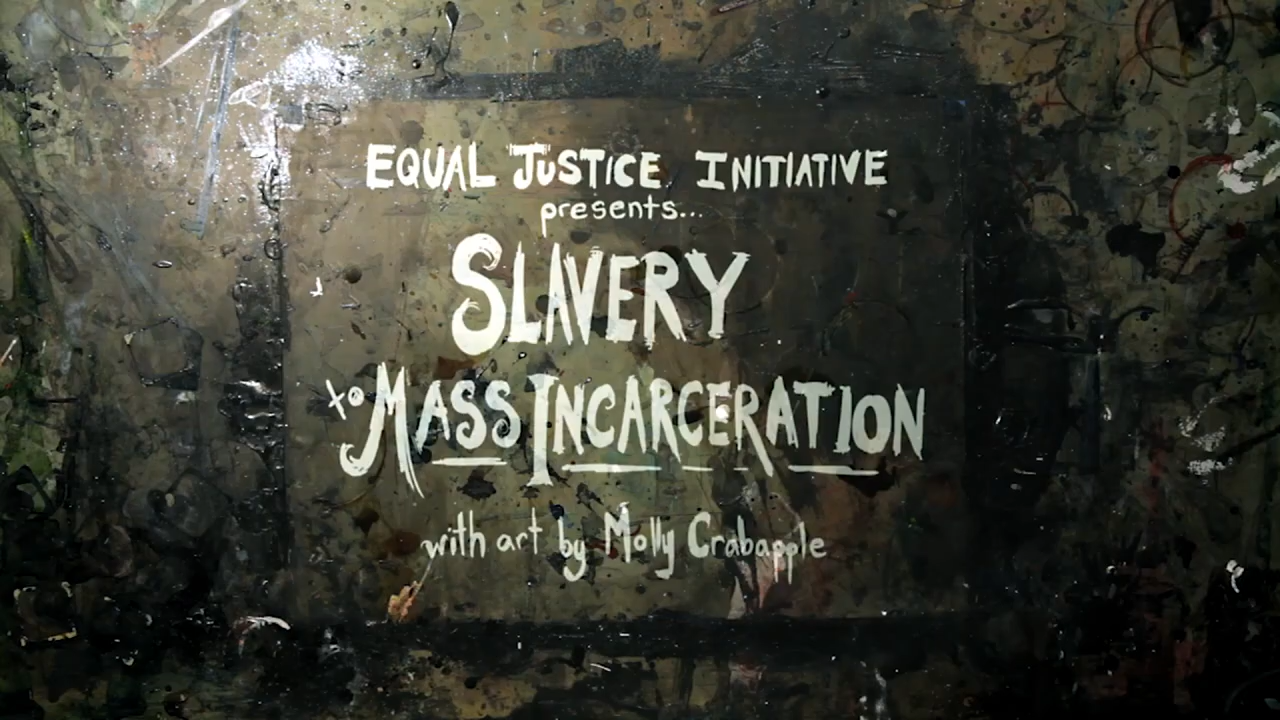 EQUAL JUSTICE INITIATIVE
presents...
SLAVERY
to MASS INCARCERATION
with art by Molly Crabapple